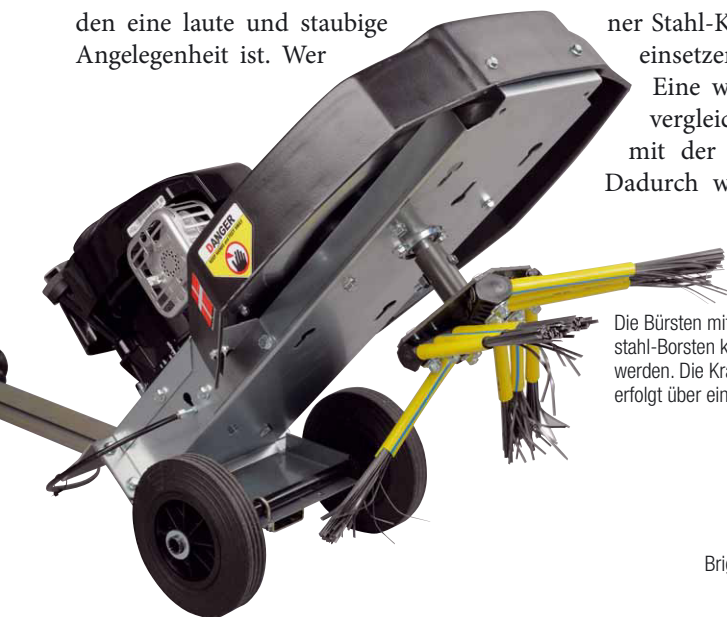 den eine laute und staubige
Angelegenheit ist. Wer
ner Stahl-K
einsetzen
Eine w
vergleic
mit der
Dadurch w
DANGER
Die Bürsten mit
stahl-Borsten k
werden. Die Kra
erfolgt über ein
Brig